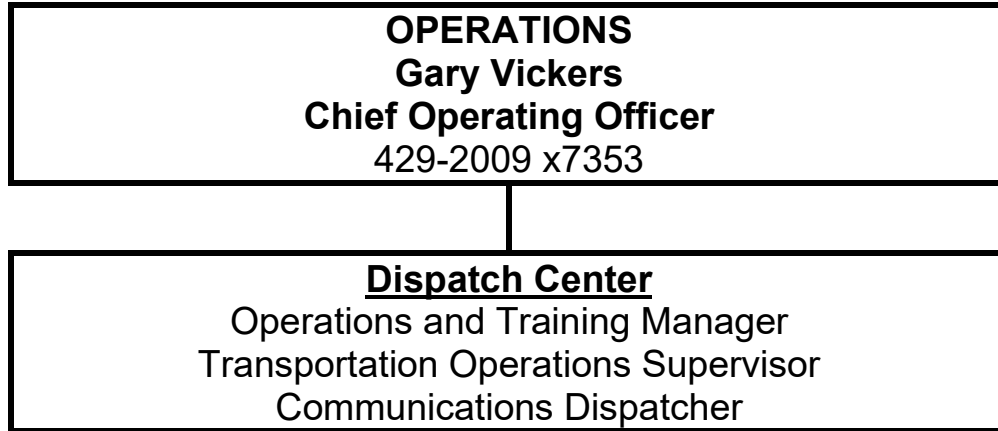 OPERATIONS
Gary Vickers
Chief Operating Officer
429-2009 x7353
Dispatch Center
Operations and Training Manager
Transportation Operations Supervisor
Communications Dispatcher